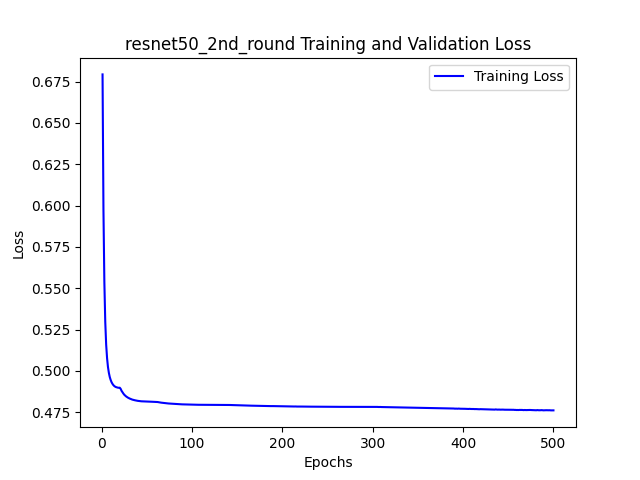 resnet50_2nd_round Training and Validation Loss
Training Loss
0.675
0.650
0.625
0.600
0.575
0.550
0.525
0.500
0.475
Loss
0 100 200 300 400 500
Epochs